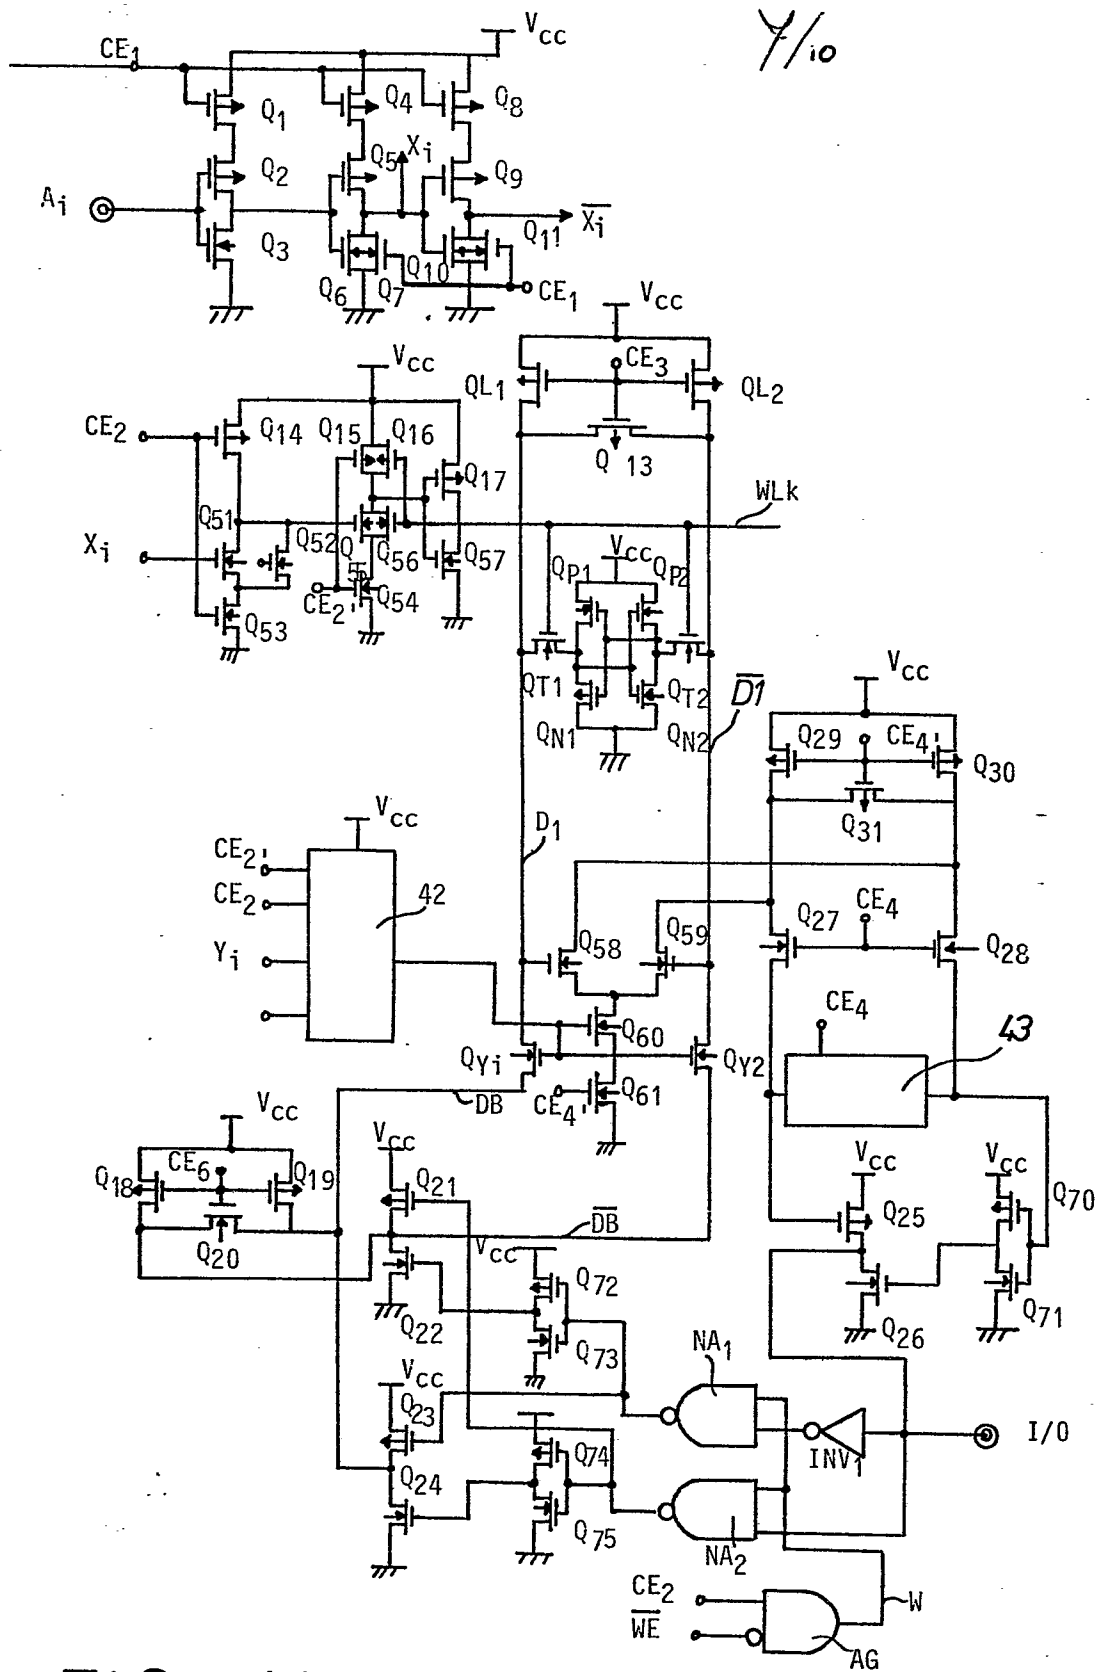 Y/10
Vcc
CE1
Q1
Q4
Q8
Q2
Q5
Xi
Q9
Ai
Q3
Q11
X̅i̅
Q10
Q6
Q7
CE1
Vcc
CE3
QL1
QL2
Q13
Vcc
CE2
Q14
Q15
Q16
Q17
WLk
Q51
Xi
Q52
Q55
Q56
Q57
CE2'
Q54
Q53
Vcc
QP1
QP2
QT1
QT2
QN1
QN2
D̅1̅
Vcc
Q29
CE4'
Q30
Q31
Vcc
D1
CE2'
CE2
Yi
42
Q58
Q59
Q27
CE4
Q28
Q60
CE4
43
QYi
QY2
Q61
CE4'
DB
Vcc
Q18
CE6
Q19
Q20
Vcc
Q21
D̅B̅
Vcc
Q22
Q72
Q73
Vcc
Q25
Q26
Vcc
Q70
Q71
Vcc
Q23
Q24
Q74
Q75
NA1
INV1
I/O
NA2
CE2
W̅E̅
W
AG